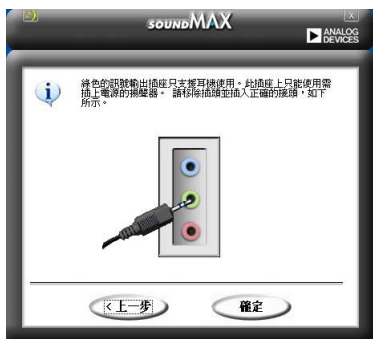 SOUNDMAX
ANALOG
DEVICES
綠色的訊號輸出插座只支援耳機使用。此插座上只能使用需
插上電源的揚聲器。 請移除插頭並插入正確的接頭，如下
所示。
<上一步
確定